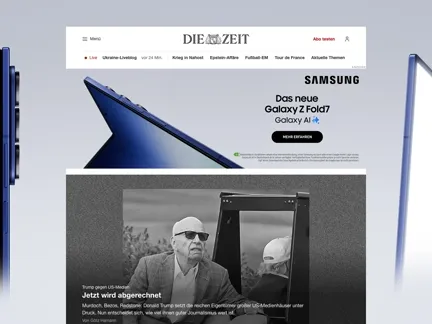 Menü
DIE ZEIT
Abo testen
Live Ukraine-Liveblog vor 24 Min. Krieg in Nahost Epstein-Affäre Fußball-EM Tour de France Aktuelle Themen
SAMSUNG
Das neue
Galaxy Z Fold7
Galaxy AI
MEHR ERFAHREN
Trump gegen US-Medien
Jetzt wird abgerechnet
Murdoch, Bezos, Redstone: Donald Trump setzt die reichen Eigentümer großer US-Medienhäuser unter
Druck. Nun entscheidet sich, wie viel ihnen guter Journalismus wert ist.
Von Götz Hamann